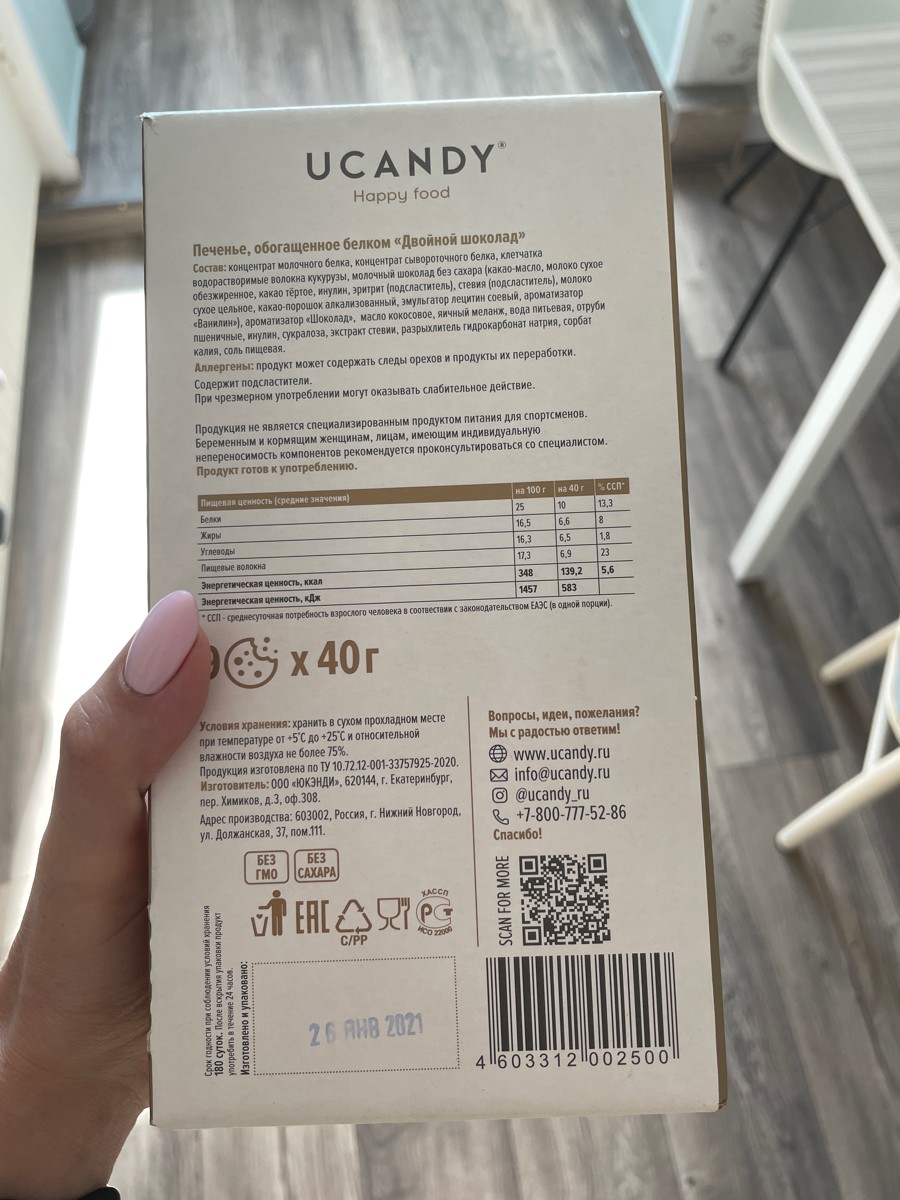 UCANDY®
Happy food
Печенье, обогащенное белком «Двойной шоколад»
Состав: концентрат молочного белка, концентрат сывороточного белка, клетчатка
водорастворимые волокна кукурузы, молочный шоколад без сахара (какао-масло, молоко сухое
обезжиренное, какао тёртое, инулин, эритрит (подсластитель), стевия (подсластитель), молоко
сухое цельное, какао-порошок алкализованный, эмульгатор лецитин соевый, ароматизатор
«Ванилин»), ароматизатор «Шоколад», масло кокосовое, яичный меланж, вода питьевая, отруби
пшеничные, инулин, сукралоза, экстракт стевии, разрыхлитель гидрокарбонат натрия, сорбат
калия, соль пищевая.
Аллергены: продукт может содержать следы орехов и продукты их переработки.
Содержит подсластители.
При чрезмерном употреблении могут оказывать слабительное действие.
Продукция не является специализированным продуктом питания для спортсменов.
Беременным и кормящим женщинам, лицам, имеющим индивидуальную
непереносимость компонентов рекомендуется проконсультироваться со специалистом.
Продукт готов к употреблению.
Пищевая ценность (средние значения) на 100 г на 40 г % ССП*
Белки 25 10 13,3
Жиры 16,5 6,6 8
Углеводы 16,3 6,5 1,8
Пищевые волокна 17,3 6,9 23
Энергетическая ценность, ккал 348 139,2 5,6
Энергетическая ценность, кДж 1457 583
* ССП - среднесуточная потребность взрослого человека в соотвествии с законодательством ЕАЭС (в одной порции).
x 40 г
Условия хранения: хранить в сухом прохладном месте
при температуре от +5°С до +25°С и относительной
влажности воздуха не более 75%.
Продукция изготовлена по ТУ 10.72.12-001-33757925-2020.
Изготовитель: ООО «ЮКЭНДИ», 620144, г. Екатеринбург,
пер. Химиков, д.3, оф.308.
Адрес производства: 603002, Россия, г. Нижний Новгород,
ул. Должанская, 37, пом.111.
Вопросы, идеи, пожелания?
Мы с радостью ответим!
www.ucandy.ru
info@ucandy.ru
@ucandy_ru
+7-800-777-52-86
Спасибо!
БЕЗ
ГМО
БЕЗ
САХАРА
EAC
C/PP
ХАССП
РСТ
ИСО 22000
SCAN FOR MORE
Срок годности при соблюдении условий хранения
180 суток. После вскрытия упаковки продукт
употребить в течение 24 часов.
Изготовлено и упаковано:
26 ЯНВ 2021
4 603312 002500